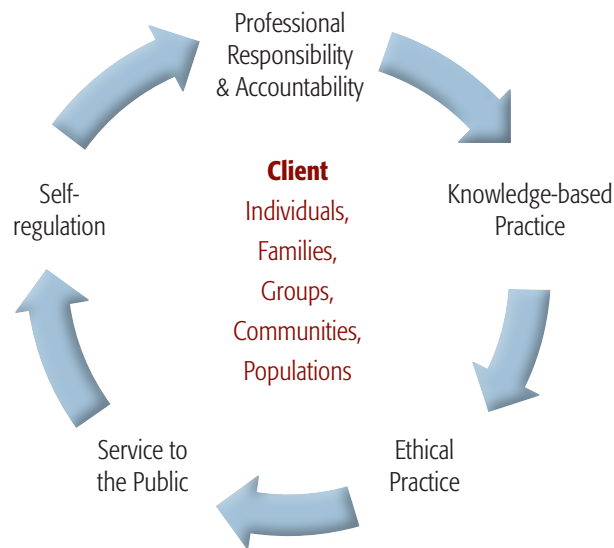 Professional
Responsibility
& Accountability
Knowledge-based
Practice
Ethical
Practice
Service to
the Public
Self-
regulation
Client
Individuals,
Families,
Groups,
Communities,
Populations